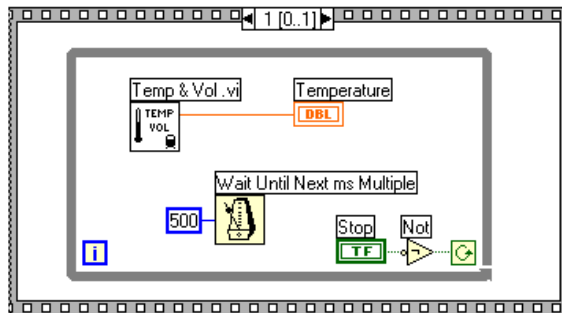 1 [0..1]
Temp & Vol .vi
Temperature
TEMP
VOL
DBL
Wait Until Next ms Multiple
500
Stop
Not
TF
i